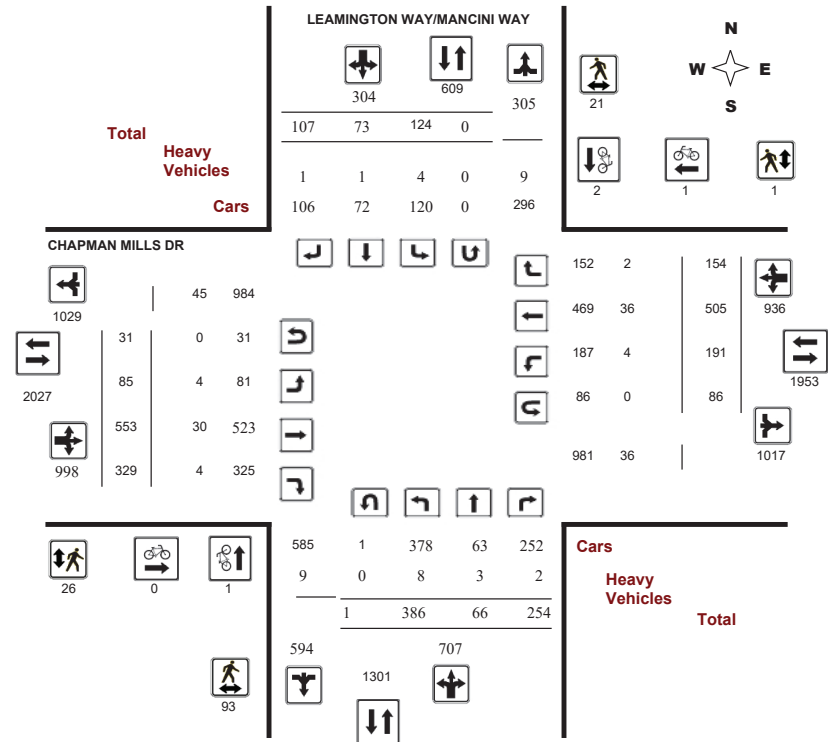 LEAMINGTON WAY/MANCINI WAY
N
W E
S
304 609 305 21
Total 107 73 124 0
Heavy
Vehicles
1 1 4 0 9
Cars 106 72 120 0 296
2 1 1
CHAPMAN MILLS DR
1029 45 984
31 0 31
2027
85 4 81
553 30 523
998 329 4 325
152 2 154
469 36 505 936
187 4 191
1953
86 0 86
981 36 1017
26 0 1
93
585 1 378 63 252 Cars
9 0 8 3 2 Heavy
Vehicles
1 386 66 254 Total
594 707
1301